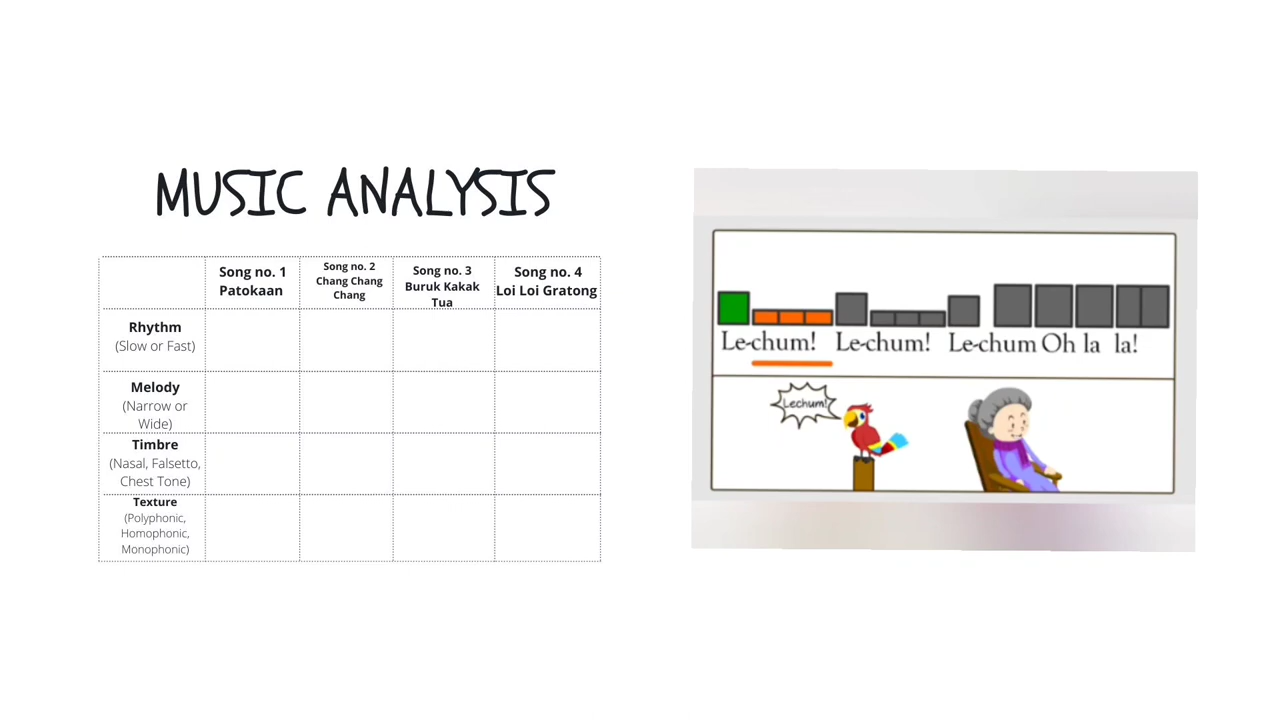 MUSIC ANALYSIS
Song no. 1
Patokaan
Song no. 2
Chang Chang
Chang
Song no. 3
Buruk Kakak
Tua
Song no. 4
Loi Loi Gratong
Rhythm
(Slow or Fast)
Melody
(Narrow or
Wide)
Timbre
(Nasal, Falsetto,
Chest Tone)
Texture
(Polyphonic,
Homophonic,
Monophonic)
Le-chum! Le-chum! Le-chum Oh la la!
Lechum!